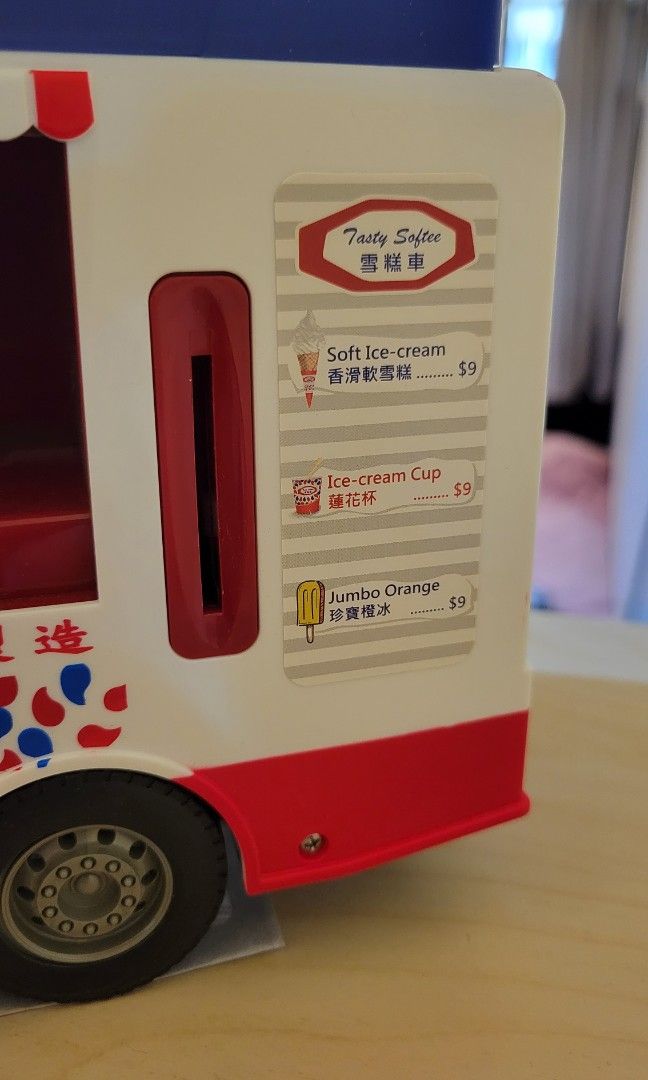 Tasty Softee
雪糕車
Soft Ice-cream
香滑軟雪糕 ......... $9
Ice-cream Cup
蓮花杯 ......... $9
Jumbo Orange
珍寶橙冰 ......... $9
造